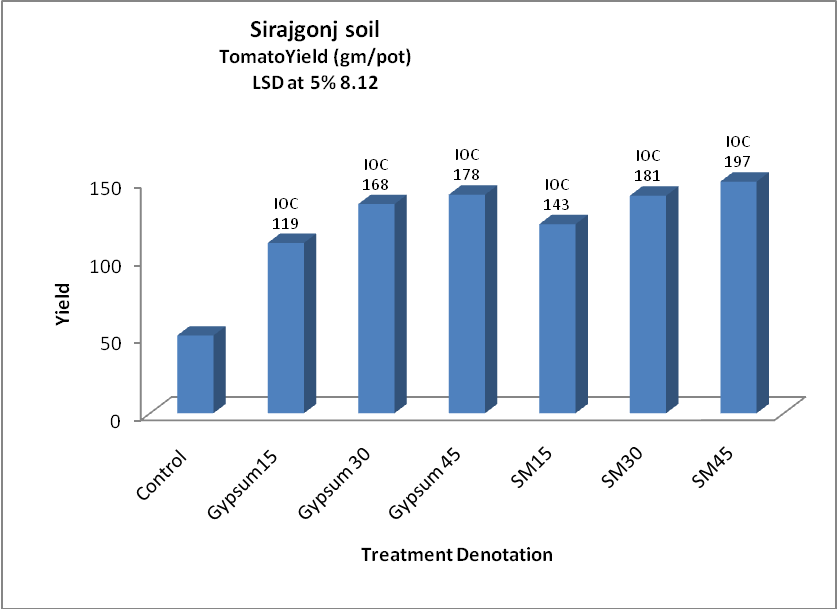 Sirajgonj soil
TomatoYield (gm/pot)
LSD at 5% 8.12
IOC
119
IOC
168
IOC
178
IOC
143
IOC
181
IOC
197
150
100
50
0
Yield
Control
Gypsum15
Gypsum 30
Gypsum 45
SM15
SM30
SM45
Treatment Denotation